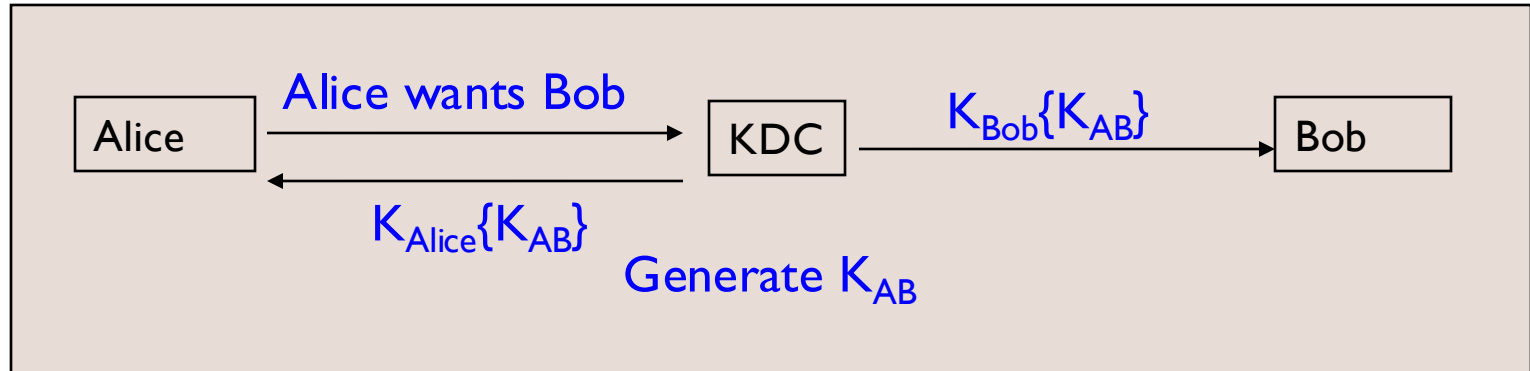 Alice wants Bob
K_Bob{K_AB}
Alice
KDC
Bob
K_Alice{K_AB}
Generate K_AB